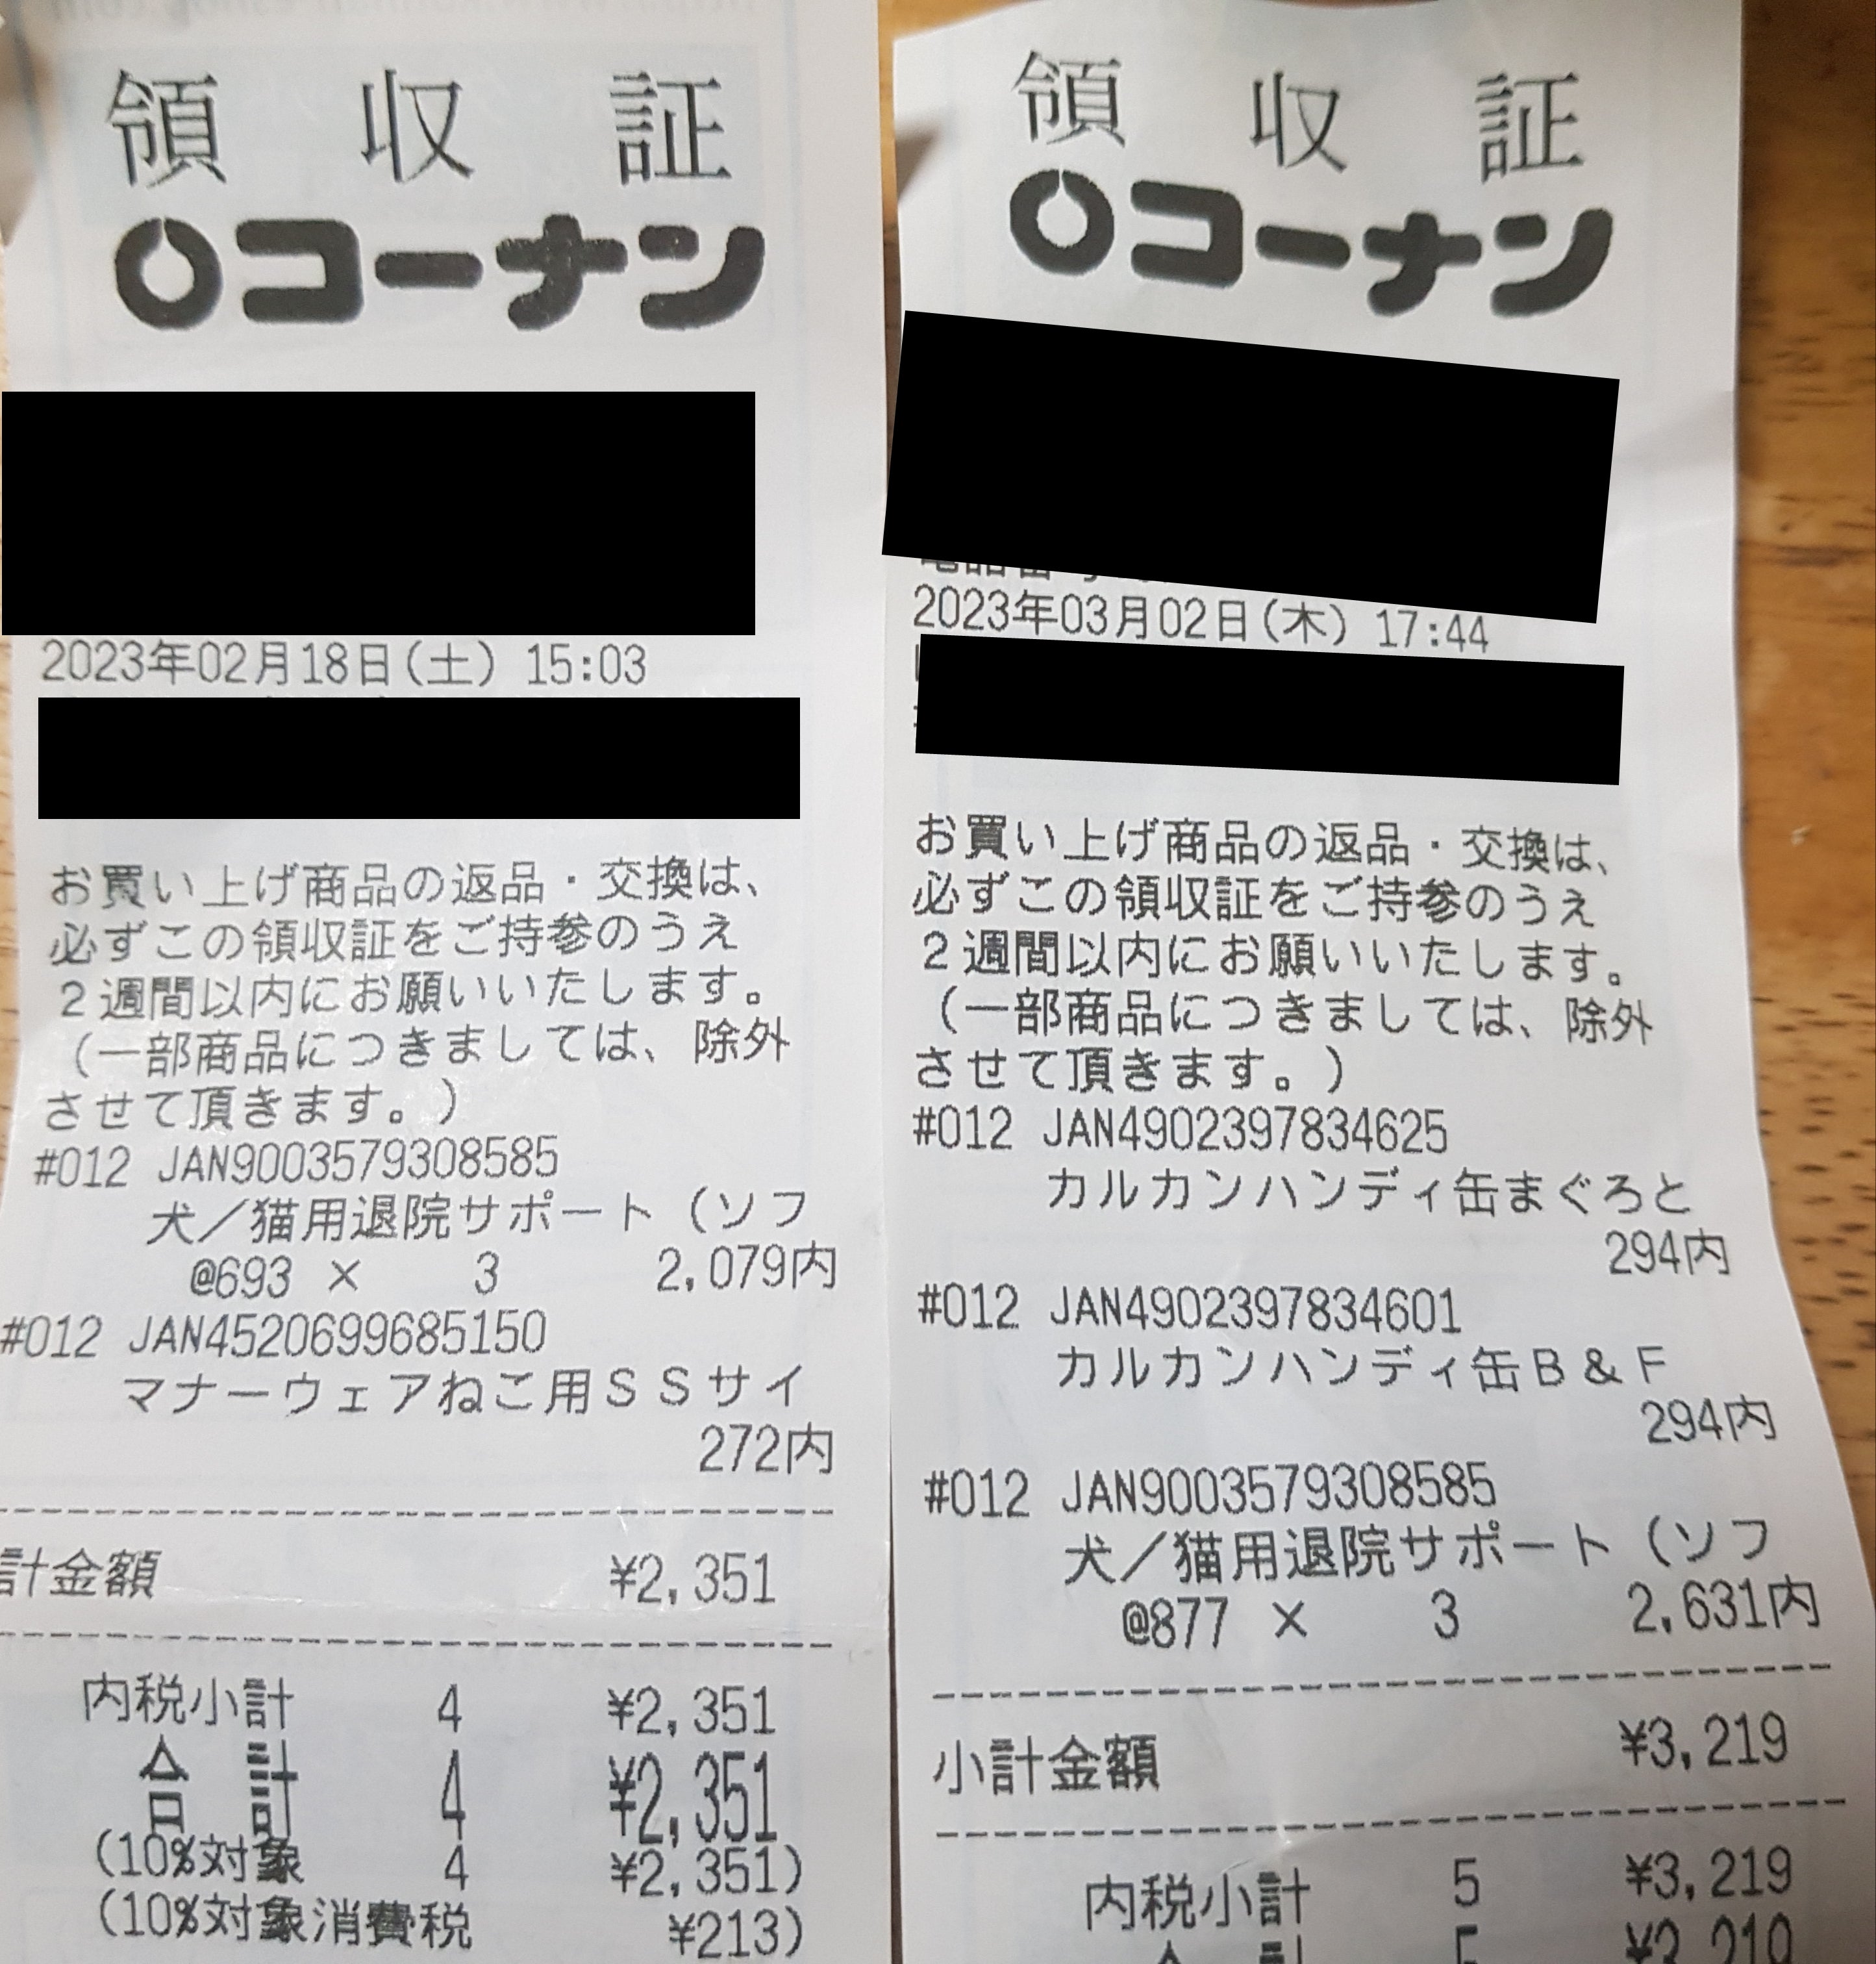 領 収 証
コーナン
2023年02月18日(土) 15:03
お買い上げ商品の返品・交換は、
必ずこの領収証をご持参のうえ
2週間以内にお願いいたします。
(一部商品につきましては、除外
させて頂きます。)
#012 JAN9003579308585
犬/猫用退院サポート(ソフ
@693 × 3 2,079内
#012 JAN4520699685150
マナーウェアねこ用SSサイ
272内
計金額 ¥2,351
内税小計 4 ¥2,351
合 計 4 ¥2,351
(10%対象 4 ¥2,351)
(10%対象消費税 ¥213)
領 収 証
コーナン
2023年03月02日(木) 17:44
お買い上げ商品の返品・交換は、
必ずこの領収証をご持参のうえ
2週間以内にお願いいたします。
(一部商品につきましては、除外
させて頂きます。)
#012 JAN4902397834625
カルカンハンディ缶まぐろと
294内
#012 JAN4902397834601
カルカンハンディ缶B&F
294内
#012 JAN9003579308585
犬/猫用退院サポート(ソフ
@877 × 3 2,631内
小計金額 ¥3,219
内税小計 5 ¥3,219